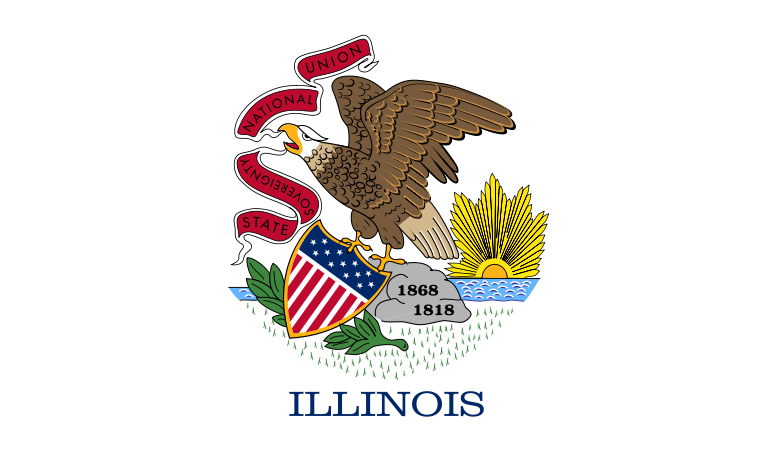 UNION
NATIONAL
SOVEREIGNTY
STATE
1868
1818
ILLINOIS